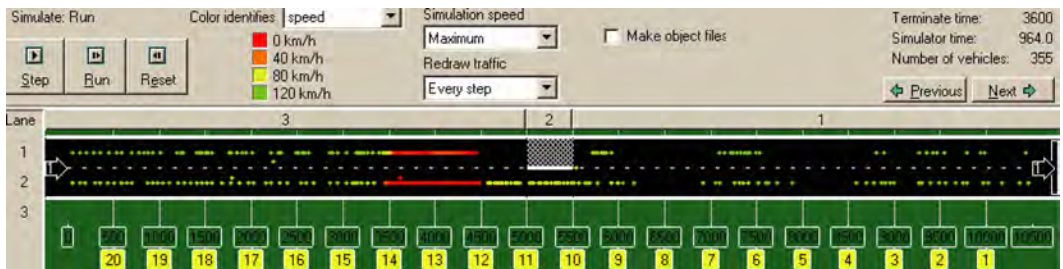 Simulate: Run
Color identifies speed
Simulation speed
Maximum
Make object files
Terminate time: 3600
Simulator time: 964.0
Number of vehicles: 355
0 km/h
40 km/h
80 km/h
120 km/h
Redraw traffic
Every step
Step Run Reset
Previous Next
Lane 3 2 1
1
2
3
0 500 1000 1500 2000 2500 3000 3500 4000 4500 5000 5500 6000 6500 7000 7500 8000 8500 9000 9500 10000 10500
20 19 18 17 16 15 14 13 12 11 10 9 8 7 6 5 4 3 2 1